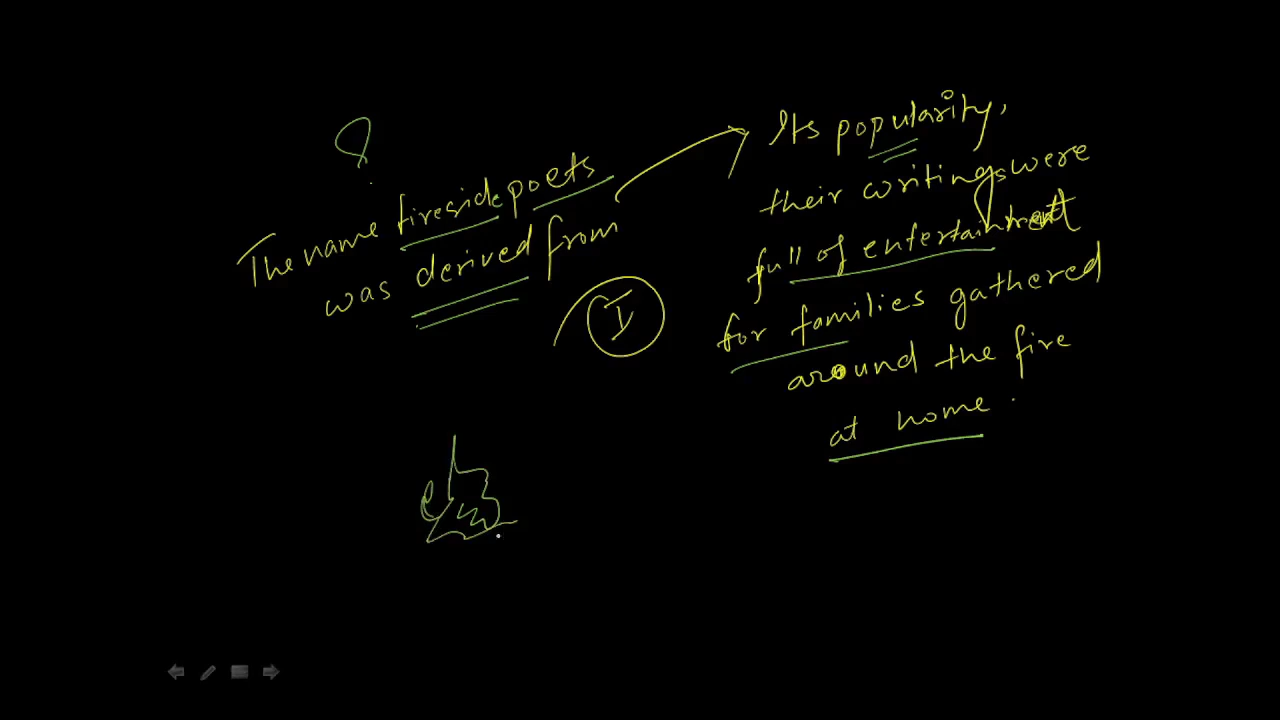 The name fireside poets
was derived from
I
Its popularity,
their writings were
full of entertainment
for families gathered
around the fire
at home.